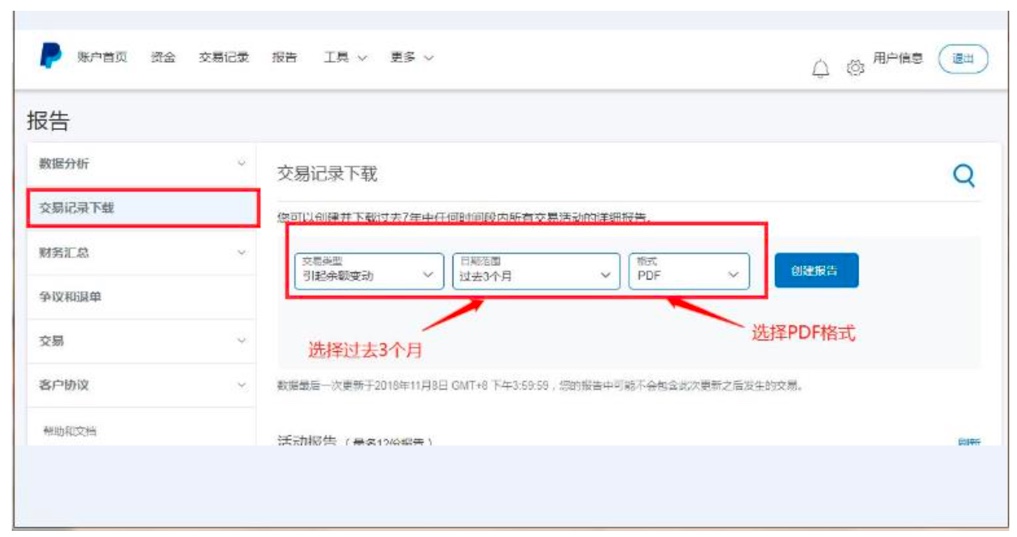 账户首页 资金 交易记录 报告 工具 更多 用户信息 退出
报告
数据分析
交易记录下载
财务汇总
争议和退单
交易
客户协议
帮助和文档
交易记录下载
您可以创建并下载过去7年中任何时间段内所有交易活动的详细报告。
交易类型
引起余额变动
日期范围
过去3个月
格式
PDF
创建报告
选择过去3个月
选择PDF格式
数据最后一次更新于2018年11月8日 GMT+8 下午3:59:59，您的报告中可能不会包含此次更新之后发生的交易。
活动报告（最多12份报告）
刷新